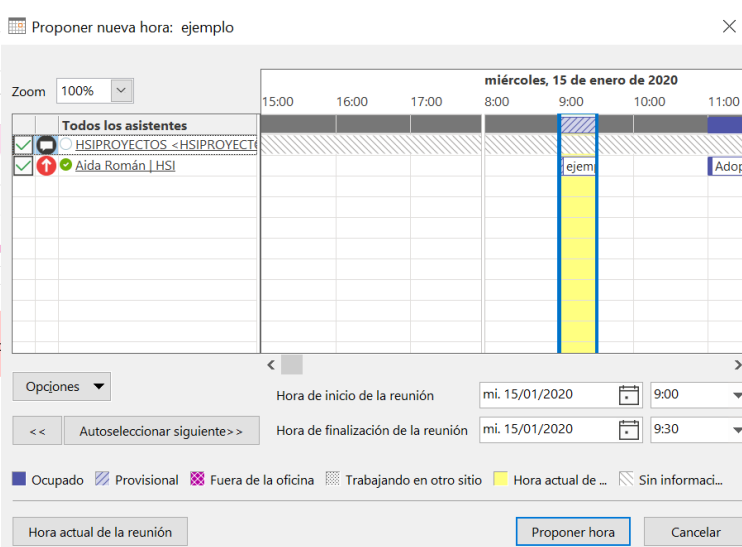 Proponer nueva hora: ejemplo
Zoom 100%
miércoles, 15 de enero de 2020
15:00 16:00 17:00 8:00 9:00 10:00 11:00
Todos los asistentes
HSIPROYECTOS <HSIPROYECT
Aida Román | HSI
ejem
Adop
Opciones
Hora de inicio de la reunión mi. 15/01/2020 9:00
<< Autoseleccionar siguiente>> Hora de finalización de la reunión mi. 15/01/2020 9:30
Ocupado Provisional Fuera de la oficina Trabajando en otro sitio Hora actual de ... Sin informaci...
Hora actual de la reunión Proponer hora Cancelar